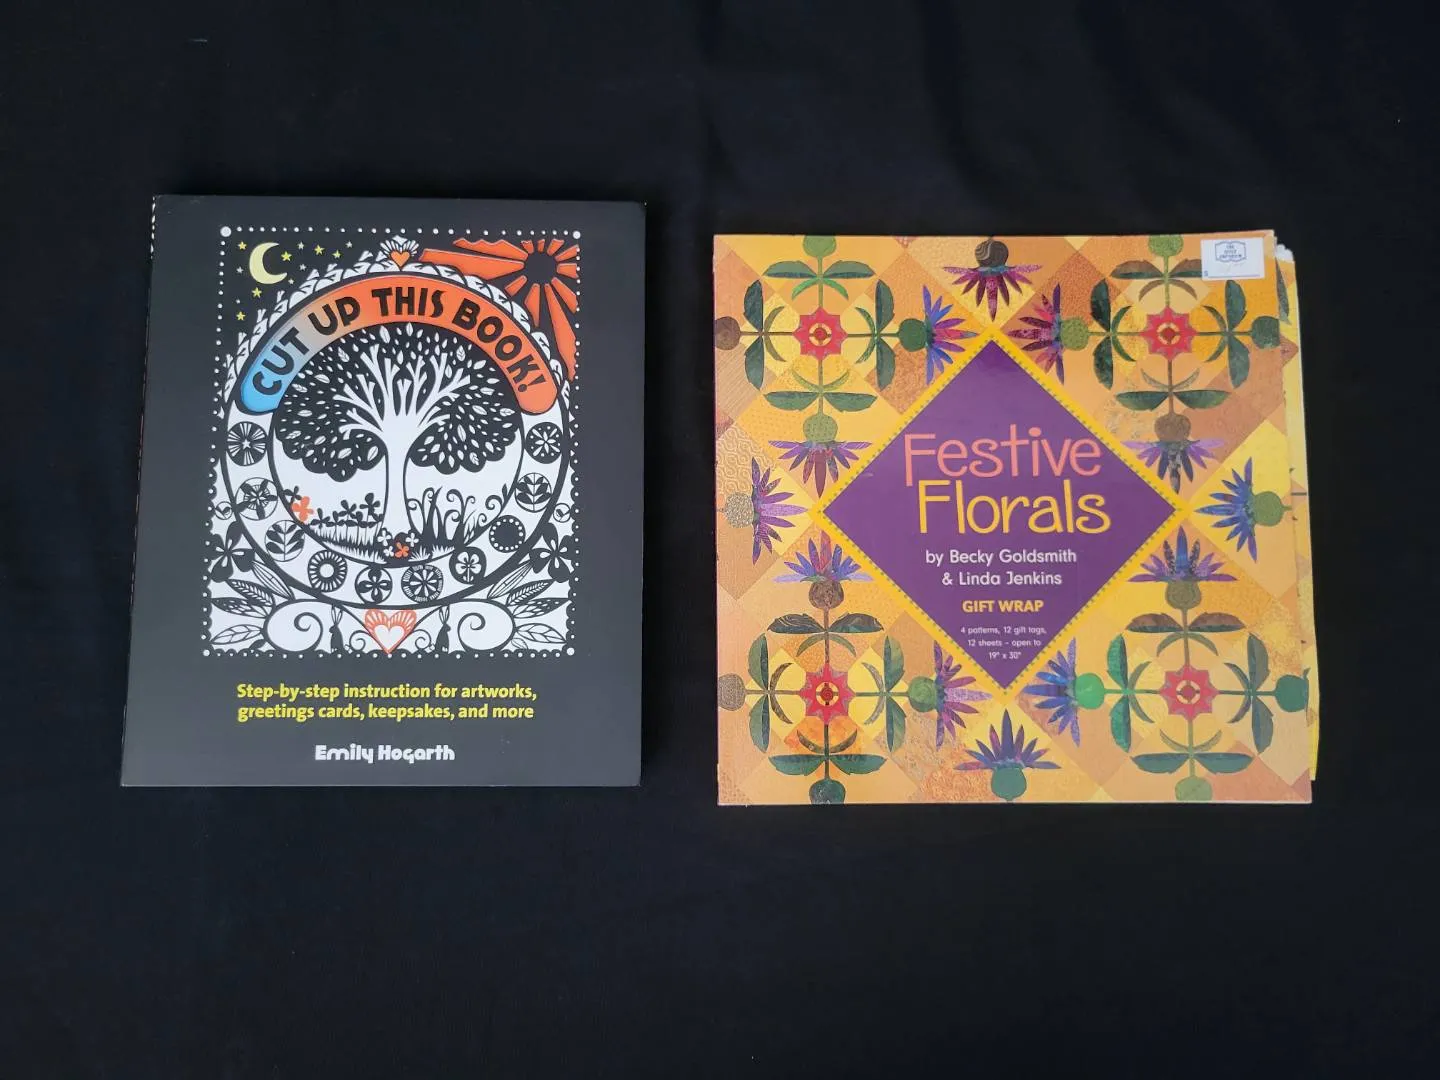 CUT UP THIS BOOK!
Step-by-step instruction for artworks,
greetings cards, keepsakes, and more
Emily Hogarth
Festive
Florals
by Becky Goldsmith
& Linda Jenkins
GIFT WRAP
4 patterns, 12 gift tags,
12 sheets - open to
19" x 30"